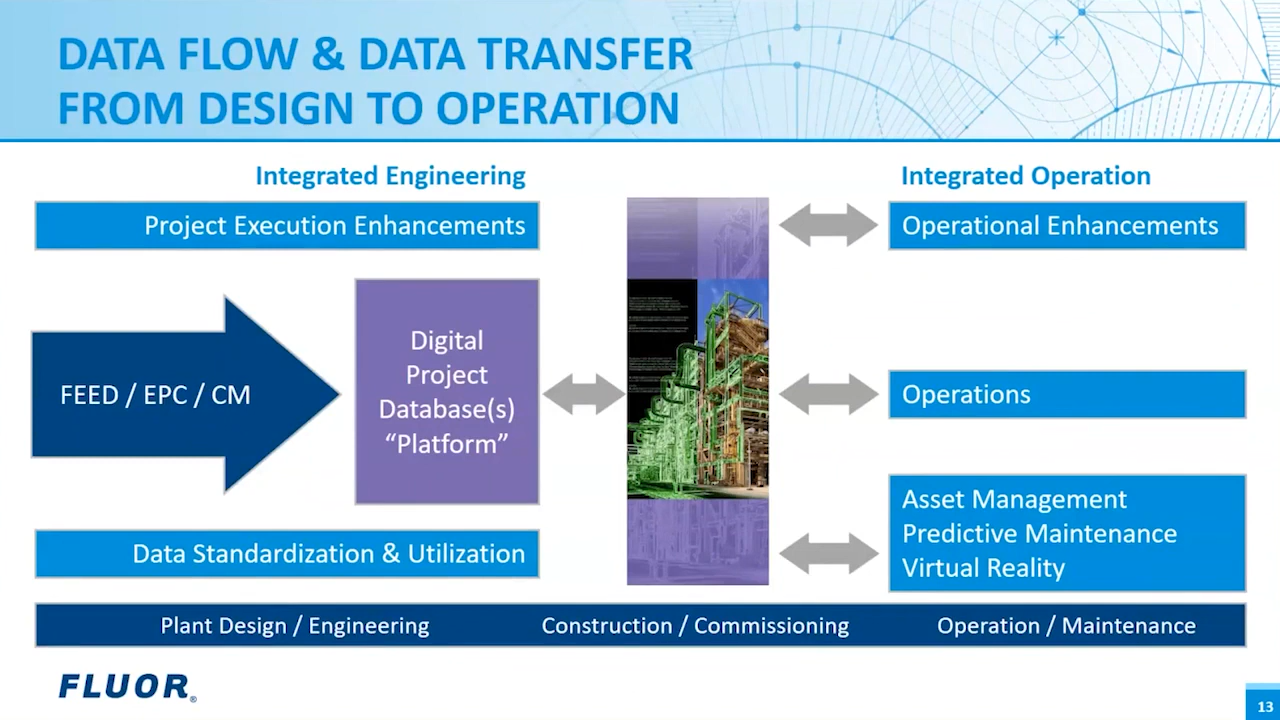 DATA FLOW & DATA TRANSFER
FROM DESIGN TO OPERATION
Integrated Engineering
Integrated Operation
Project Execution Enhancements
Operational Enhancements
FEED / EPC / CM
Digital
Project
Database(s)
“Platform”
Operations
Data Standardization & Utilization
Asset Management
Predictive Maintenance
Virtual Reality
Plant Design / Engineering
Construction / Commissioning
Operation / Maintenance
FLUOR®
13